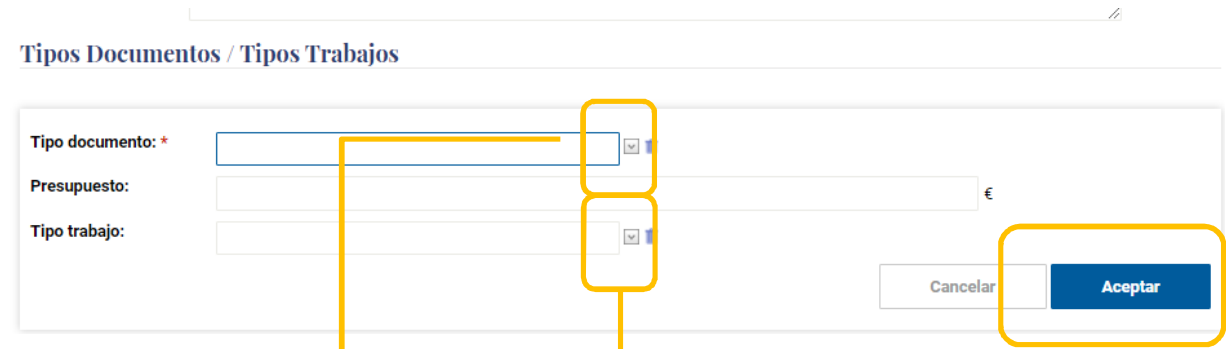 Tipos Documentos / Tipos Trabajos
Tipo documento: *
Presupuesto:
€
Tipo trabajo:
Cancelar
Aceptar